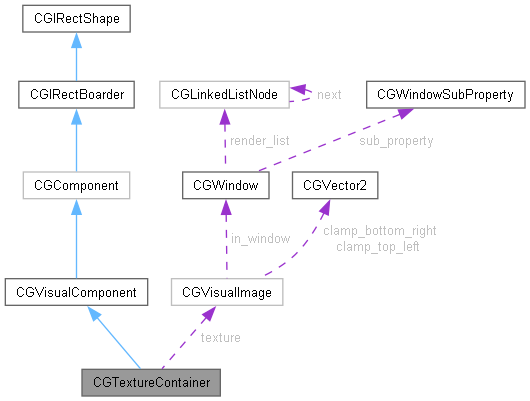 CGIRectShape
CGIRectBoarder
CGLinkedListNode
next
CGWindowSubProperty
render_list
sub_property
CGComponent
CGWindow
CGVector2
in_window
clamp_bottom_right
clamp_top_left
CGVisualComponent
CGVisualImage
texture
CGTextureContainer